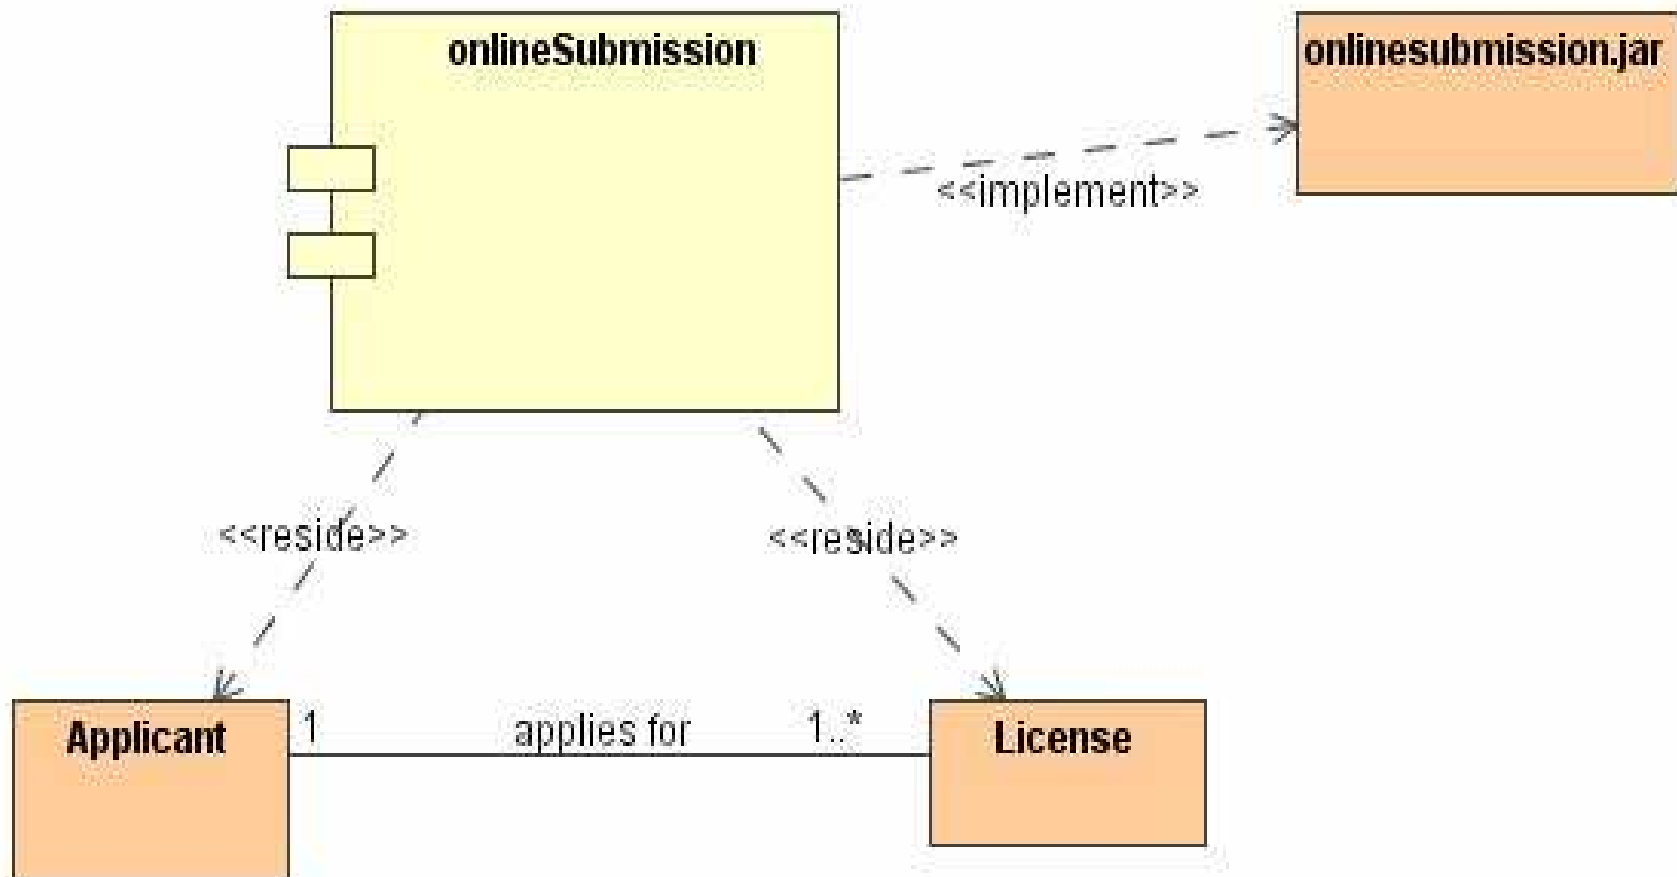 onlineSubmission
onlinesubmission.jar
<<implement>>
<<reside>>
<<reside>>
Applicant
1
applies for
1..*
License